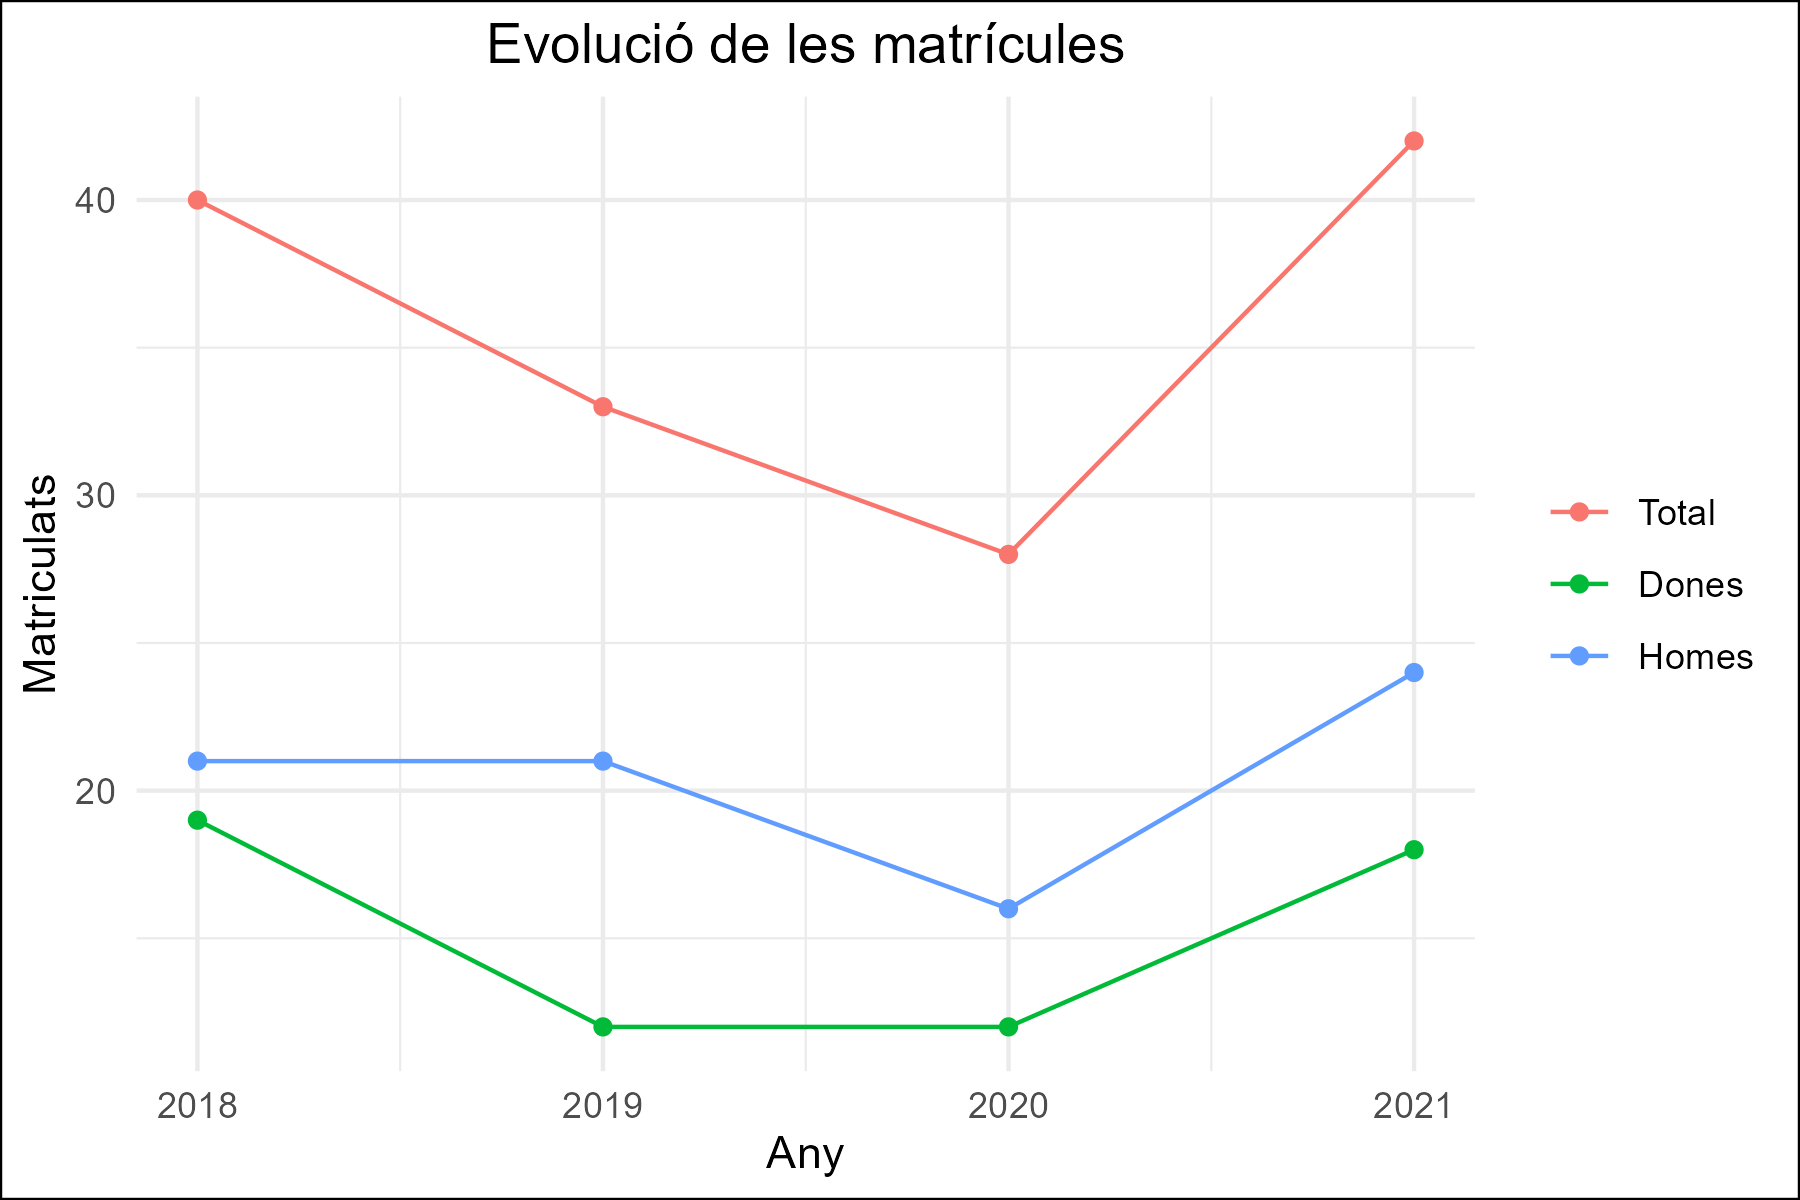 Evolució de les matrícules
Matriculats
40
30
20
2018
2019
2020
2021
Any
Total
Dones
Homes